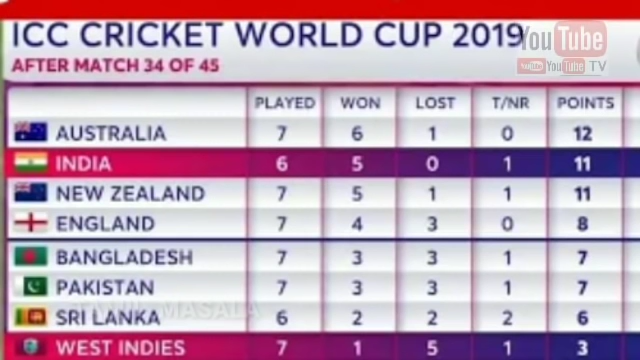 ICC CRICKET WORLD CUP 2019
YouTube
AFTER MATCH 34 OF 45
You Tube YouTube TV
PLAYED WON LOST T/NR POINTS
AUSTRALIA 7 6 1 0 12
INDIA 6 5 0 1 11
NEW ZEALAND 7 5 1 1 11
ENGLAND 7 4 3 0 8
BANGLADESH 7 3 3 1 7
PAKISTAN 7 3 3 1 7
MASALA
SRI LANKA 6 2 2 2 6
WEST INDIES 7 1 5 1 3